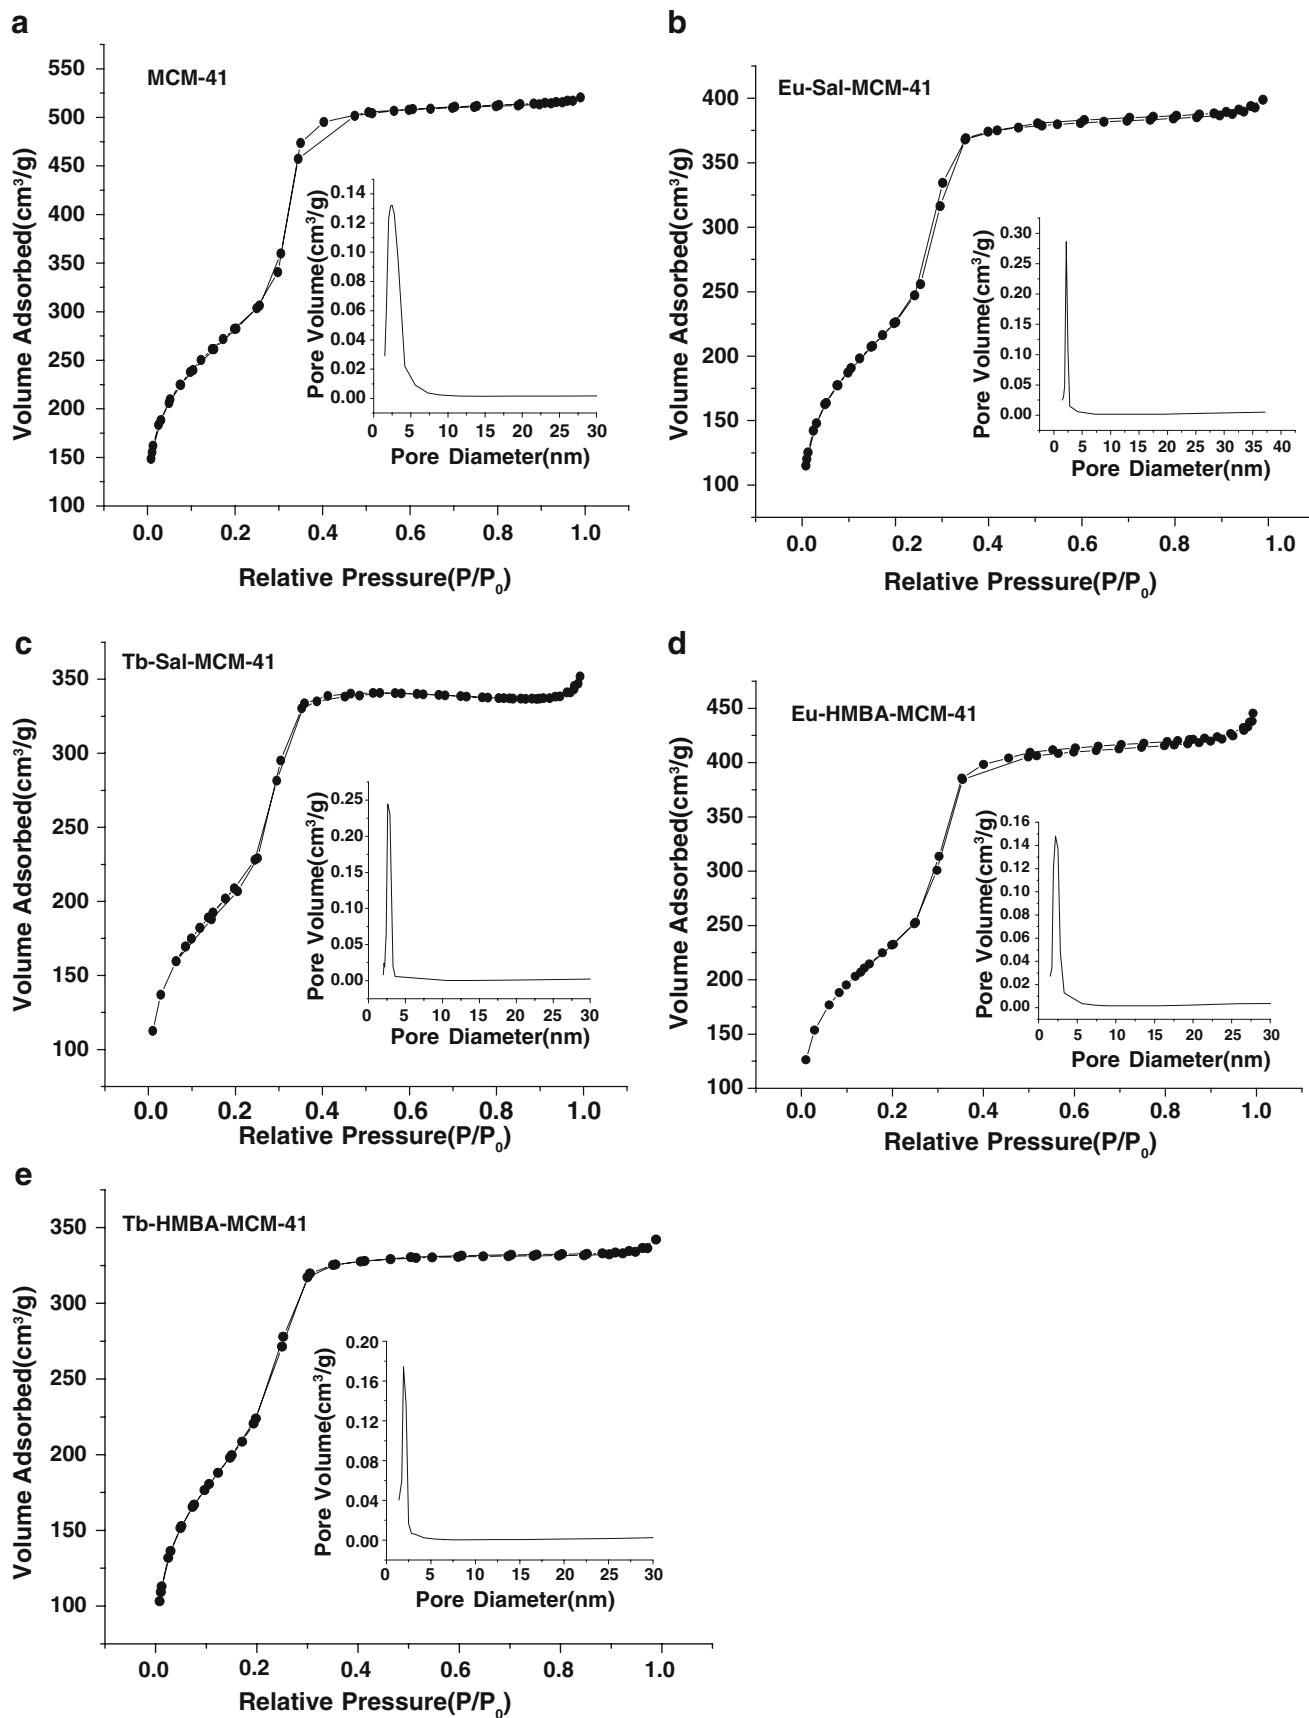 a
MCM-41
Volume Adsorbed(cm³/g)
550
500
450
400
350
300
250
200
150
100
0.0 0.2 0.4 0.6 0.8 1.0
Relative Pressure(P/P₀)
Pore Volume(cm³/g)
0.14
0.12
0.10
0.08
0.06
0.04
0.02
0.00
0 5 10 15 20 25 30
Pore Diameter(nm)
b
Eu-Sal-MCM-41
Volume Adsorbed(cm³/g)
400
350
300
250
200
150
100
0.0 0.2 0.4 0.6 0.8 1.0
Relative Pressure(P/P₀)
Pore Volume(cm³/g)
0.30
0.25
0.20
0.15
0.10
0.05
0.00
0 5 10 15 20 25 30 35 40
Pore Diameter(nm)
c
Tb-Sal-MCM-41
Volume Adsorbed(cm³/g)
350
300
250
200
150
100
0.0 0.2 0.4 0.6 0.8 1.0
Relative Pressure(P/P₀)
Pore Volume(cm³/g)
0.25
0.20
0.15
0.10
0.05
0.00
0 5 10 15 20 25 30
Pore Diameter(nm)
d
Eu-HMBA-MCM-41
Volume Adsorbed(cm³/g)
450
400
350
300
250
200
150
100
0.0 0.2 0.4 0.6 0.8 1.0
Relative Pressure(P/P₀)
Pore Volume(cm³/g)
0.16
0.14
0.12
0.10
0.08
0.06
0.04
0.02
0.00
0 5 10 15 20 25 30
Pore Diameter(nm)
e
Tb-HMBA-MCM-41
Volume Adsorbed(cm³/g)
350
300
250
200
150
100
0.0 0.2 0.4 0.6 0.8 1.0
Relative Pressure(P/P₀)
Pore Volume(cm³/g)
0.20
0.16
0.12
0.08
0.04
0.00
0 5 10 15 20 25 30
Pore Diameter(nm)